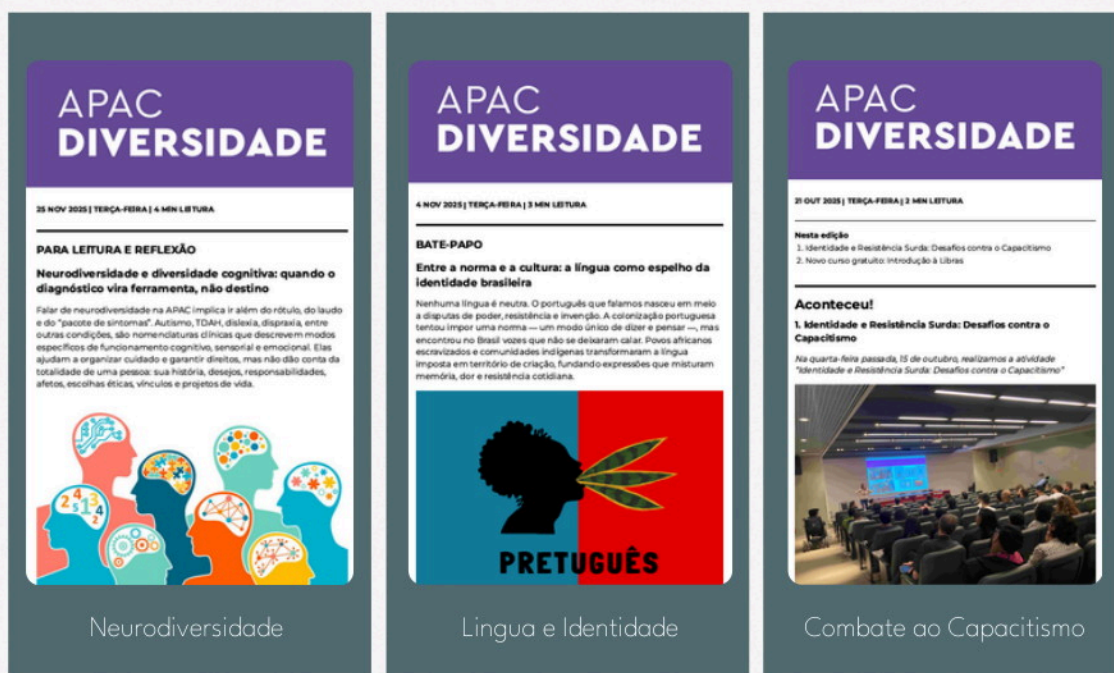 APAC
DIVERSIDADE
25 NOV 2025 | TERÇA-FEIRA | 4 MIN LEITURA
PARA LEITURA E REFLEXÃO
Neurodiversidade e diversidade cognitiva: quando o
diagnóstico vira ferramenta, não destino
Falar de neurodiversidade na APAC implica ir além do rótulo, do laudo
e do “pacote de sintomas”. Autismo, TDAH, dislexia, dispraxia, entre
outras condições, são nomenclaturas clínicas que descrevem modos
específicos de funcionamento cognitivo, sensorial e emocional. Elas
ajudam a organizar cuidado e garantir direitos, mas não dão conta da
totalidade de uma pessoa: sua história, desejos, responsabilidades,
afetos, escolhas éticas, vínculos e projetos de vida.
2 4 1 3 5 4 2
Neurodiversidade
APAC
DIVERSIDADE
4 NOV 2025 | TERÇA-FEIRA | 3 MIN LEITURA
BATE-PAPO
Entre a norma e a cultura: a língua como espelho da
identidade brasileira
Nenhuma língua é neutra. O português que falamos nasceu em meio
a disputas de poder, resistência e invenção. A colonização portuguesa
tentou impor uma norma — um modo único de dizer e pensar —, mas
encontrou no Brasil vozes que não se deixaram calar. Povos africanos
escravizados e comunidades indígenas transformaram a língua
imposta em território de criação, fundando expressões que misturam
memória, dor e resistência cotidiana.
PRETUGUÊS
Lingua e Identidade
APAC
DIVERSIDADE
21 OUT 2025 | TERÇA-FEIRA | 2 MIN LEITURA
Nesta edição
1. Identidade e Resistência Surda: Desafios contra o Capacitismo
2. Novo curso gratuito: Introdução à Libras
Aconteceu!
1. Identidade e Resistência Surda: Desafios contra o
Capacitismo
Na quarta-feira passada, 15 de outubro, realizamos a atividade
"Identidade e Resistência Surda: Desafios contra o Capacitismo"
Combate ao Capacitismo